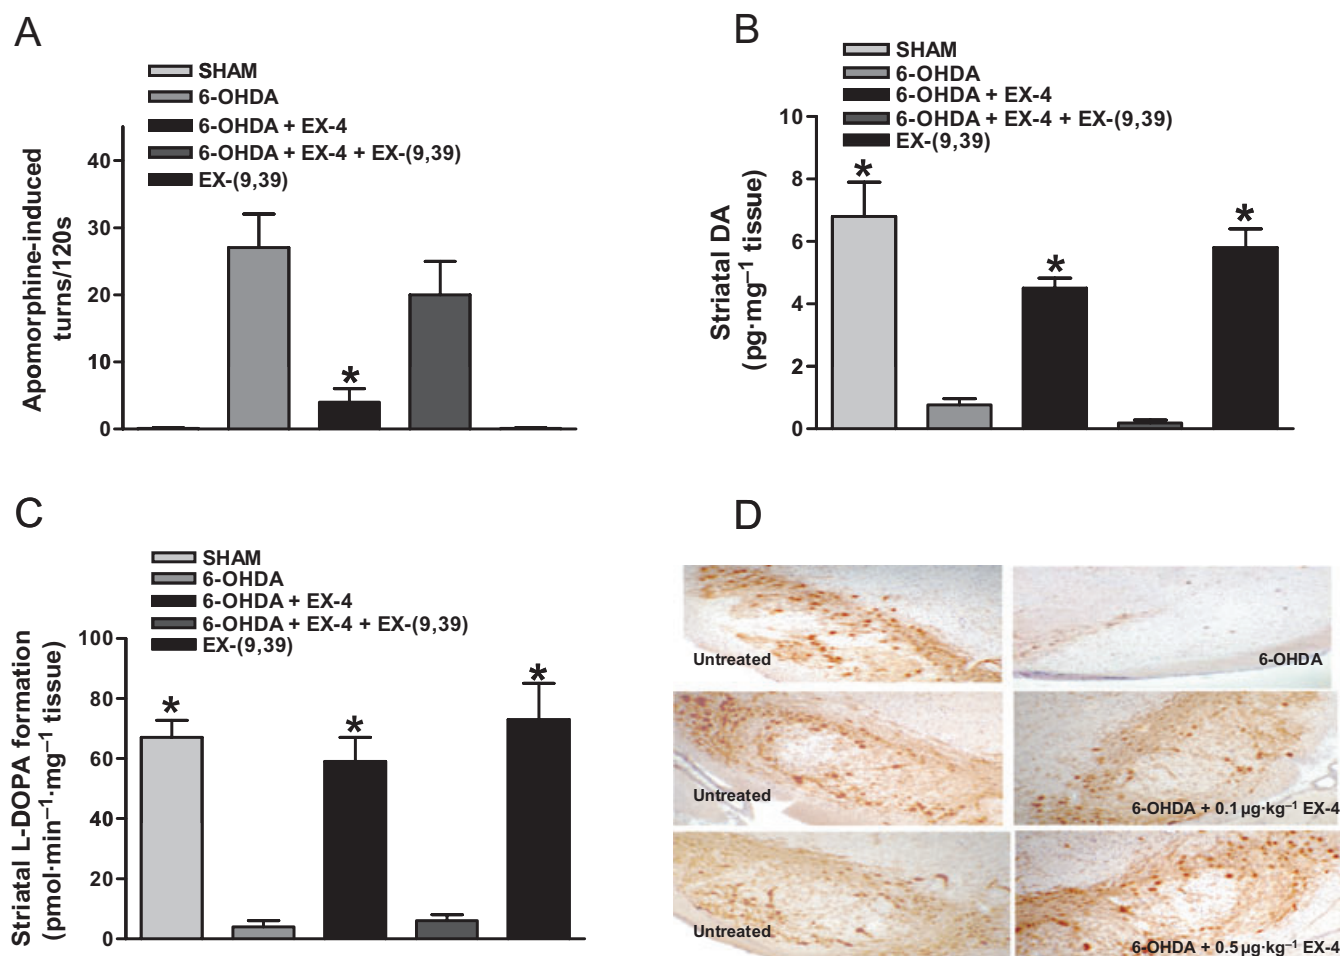 A
SHAM
6-OHDA
6-OHDA + EX-4
6-OHDA + EX-4 + EX-(9,39)
EX-(9,39)
Apomorphine-induced
turns/120s
40
30
20
10
0
*
B
SHAM
6-OHDA
6-OHDA + EX-4
6-OHDA + EX-4 + EX-(9,39)
EX-(9,39)
Striatal DA
(pg·mg⁻¹ tissue)
10
8
6
4
2
0
*
*
*
C
SHAM
6-OHDA
6-OHDA + EX-4
6-OHDA + EX-4 + EX-(9,39)
EX-(9,39)
Striatal L-DOPA formation
(pmol·min⁻¹·mg⁻¹ tissue)
100
80
60
40
20
0
*
*
*
D
Untreated
6-OHDA
Untreated
6-OHDA + 0.1 µg·kg⁻¹ EX-4
Untreated
6-OHDA + 0.5 µg·kg⁻¹ EX-4